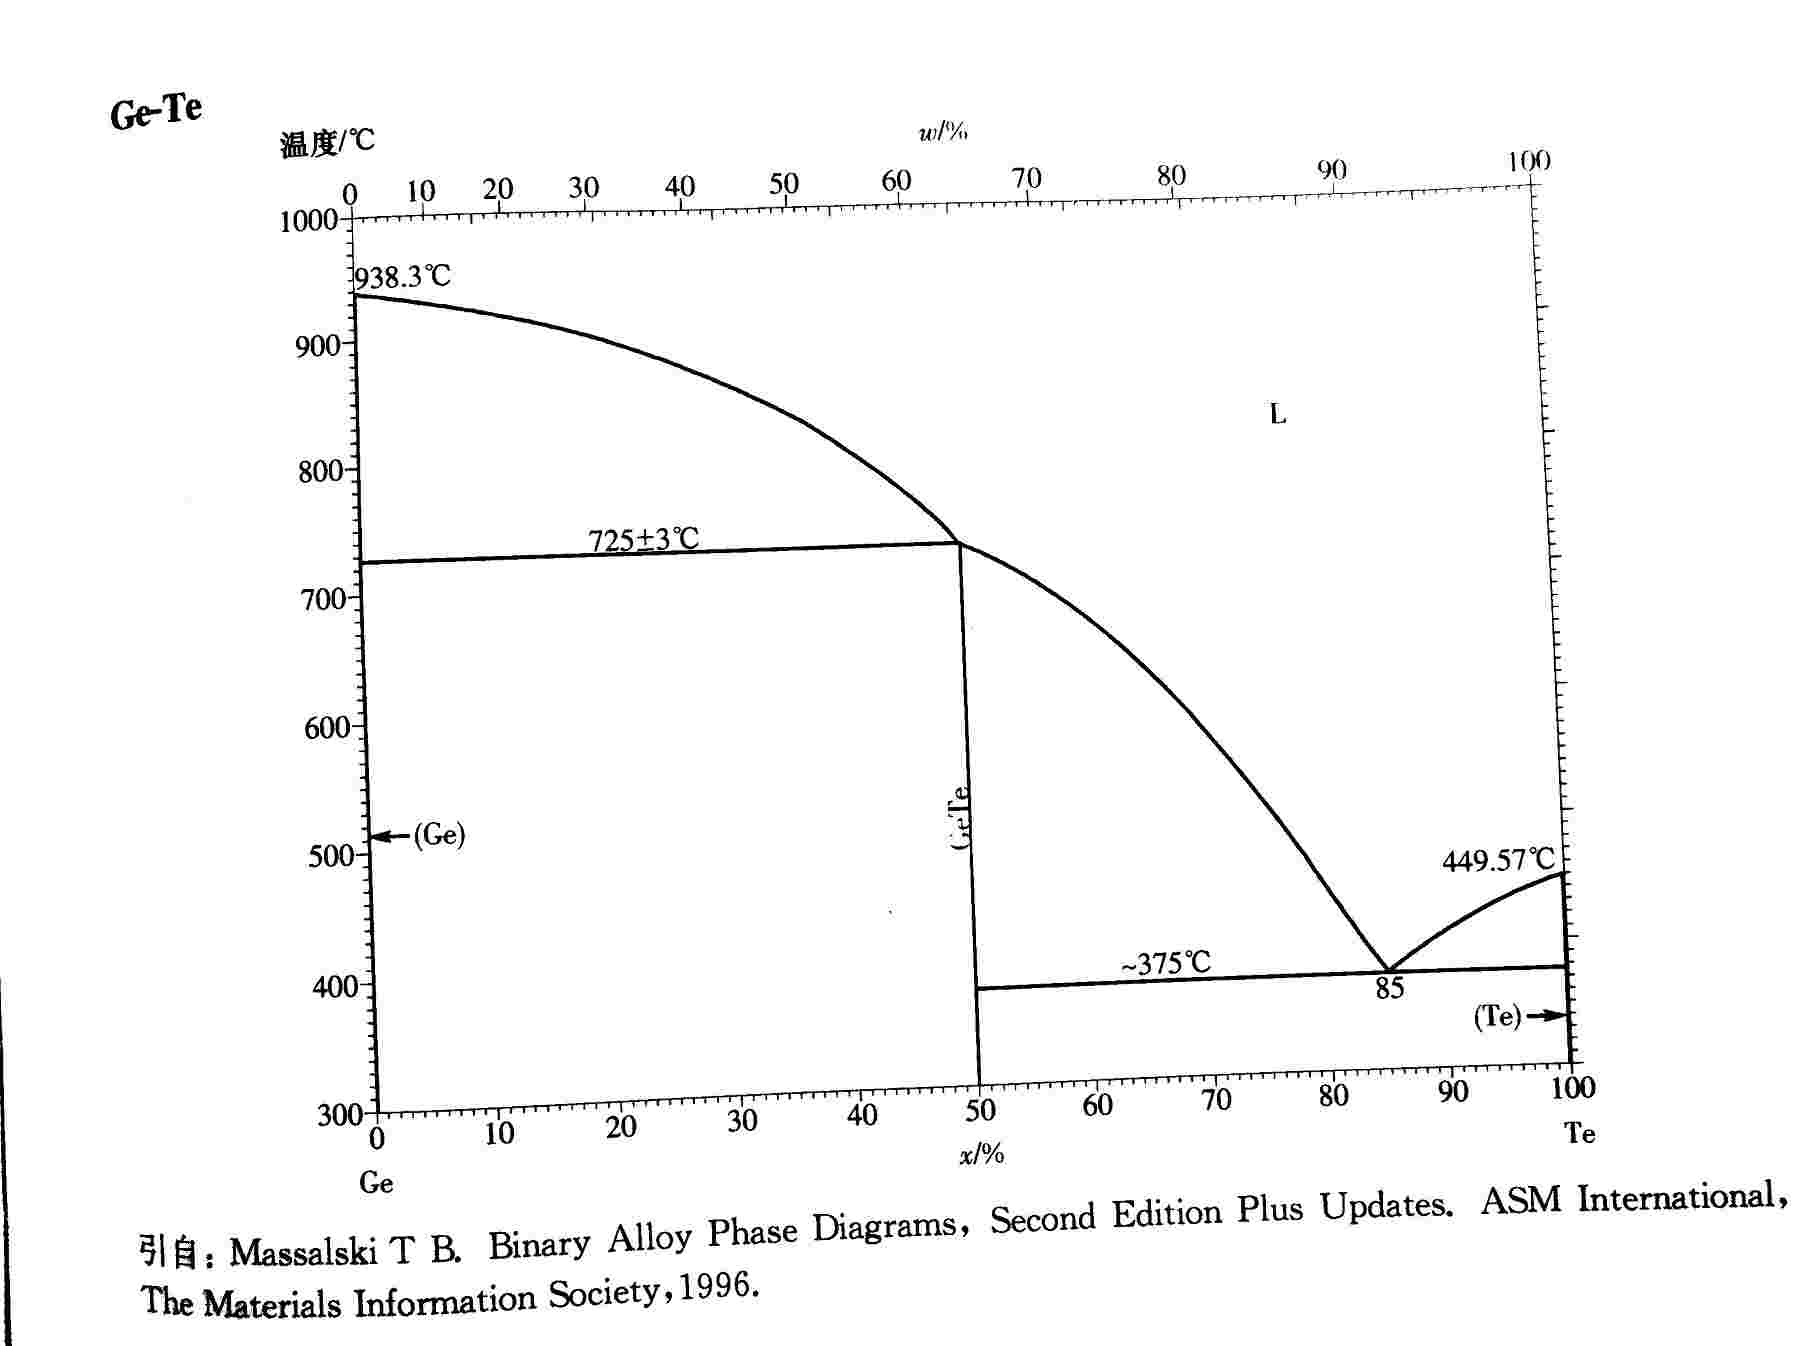 Ge-Te
温度/℃
w/%
0 10 20 30 40 50 60 70 80 90 100
1000
938.3℃
900
L
800
725±3℃
700
600
GeTe
(Ge)
500
449.57℃
~375℃
400
85
(Te)
300
0 10 20 30 40 50 60 70 80 90 100
x/%
Ge
Te
引自：Massalski T B. Binary Alloy Phase Diagrams, Second Edition Plus Updates. ASM International,
The Materials Information Society,1996.